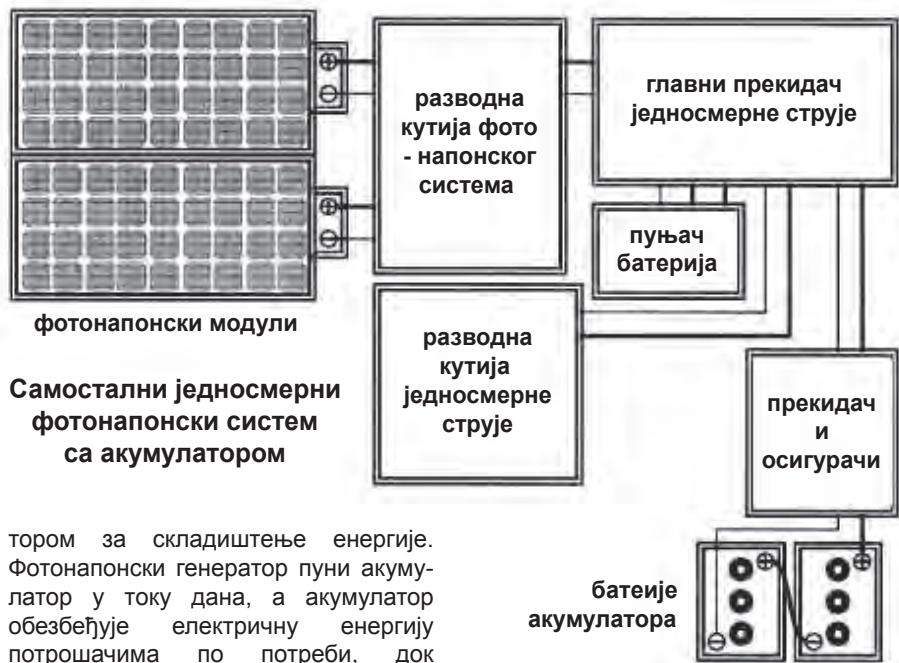 разводна
кутија фото
- напонског
система
главни прекидач
једносмерне струје
пуњач
батерија
фотонапонски модули
разводна
кутија
једносмерне
струје
прекидач
и
осигурачи
Самостални једносмерни
фотонапонски систем
са акумулатором
батеије
акумулатора
тором за складиштење енергије.
Фотонапонски генератор пуни акуму-
латор у току дана, а акумулатор
обезбеђује електричну енергију
потрошачима по потреби, док